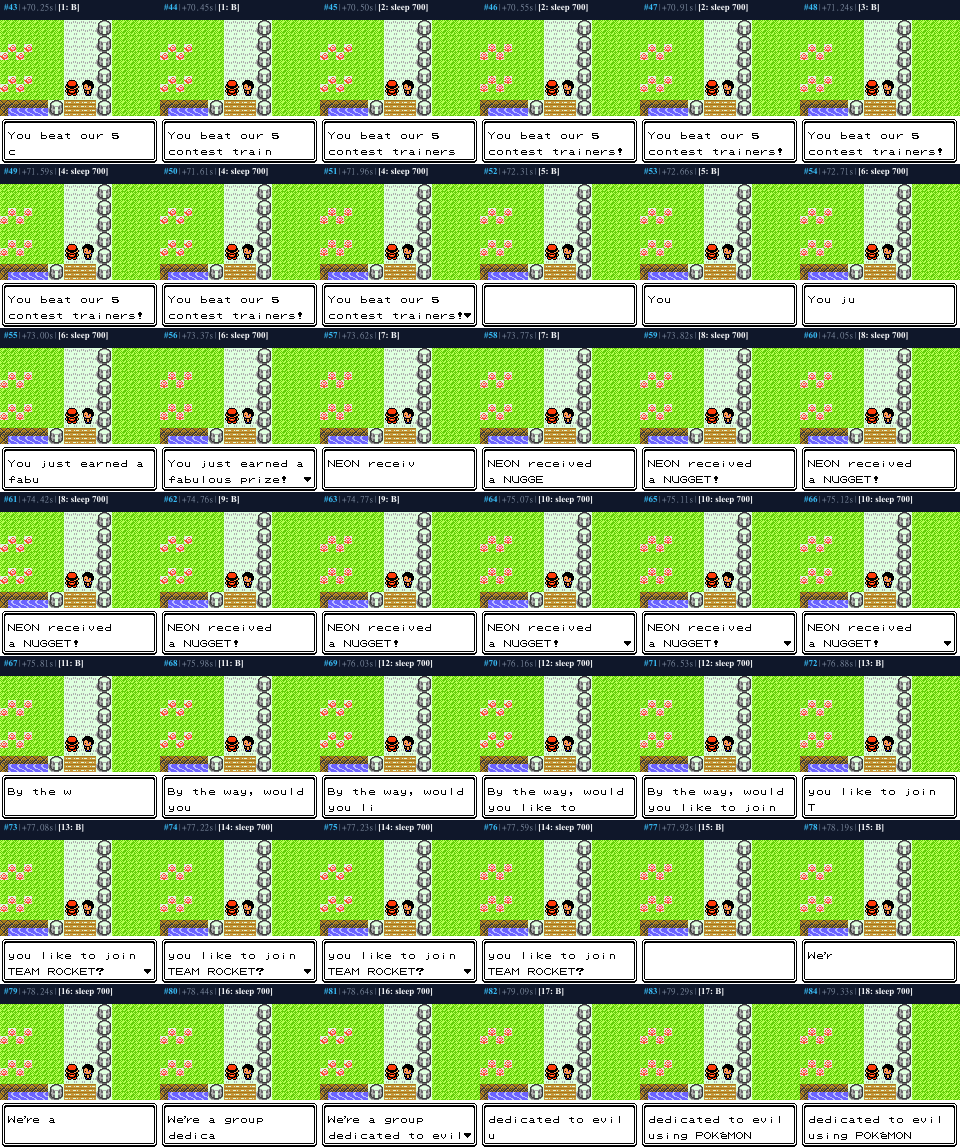 #43|+70.25s|[1: B] #44|+70.45s|[1: B] #45|+70.50s|[2: sleep 700] #46|+70.55s|[2: sleep 700] #47|+70.91s|[2: sleep 700] #48|+71.24s|[3: B]
You beat our 5 You beat our 5 You beat our 5 You beat our 5 You beat our 5 You beat our 5
c contest train contest trainers contest trainers! contest trainers! contest trainers!
#49|+71.59s|[4: sleep 700] #50|+71.61s|[4: sleep 700] #51|+71.96s|[4: sleep 700] #52|+72.31s|[5: B] #53|+72.66s|[5: B] #54|+72.71s|[6: sleep 700]
You beat our 5 You beat our 5 You beat our 5 You You ju
contest trainers! contest trainers! contest trainers!▼
#55|+73.00s|[6: sleep 700] #56|+73.37s|[6: sleep 700] #57|+73.62s|[7: B] #58|+73.77s|[7: B] #59|+73.82s|[8: sleep 700] #60|+74.05s|[8: sleep 700]
You just earned a You just earned a NEON receiv NEON received NEON received NEON received
fabu fabulous prize! ▼ a NUGGE a NUGGET! a NUGGET!
#61|+74.42s|[8: sleep 700] #62|+74.76s|[9: B] #63|+74.77s|[9: B] #64|+75.07s|[10: sleep 700] #65|+75.11s|[10: sleep 700] #66|+75.12s|[10: sleep 700]
NEON received NEON received NEON received NEON received NEON received NEON received
a NUGGET! a NUGGET! a NUGGET! a NUGGET! ▼ a NUGGET! ▼ a NUGGET! ▼
#67|+75.81s|[11: B] #68|+75.98s|[11: B] #69|+76.03s|[12: sleep 700] #70|+76.16s|[12: sleep 700] #71|+76.53s|[12: sleep 700] #72|+76.88s|[13: B]
By the w By the way, would By the way, would By the way, would By the way, would you like to join
you you li you like to you like to join T
#73|+77.08s|[13: B] #74|+77.22s|[14: sleep 700] #75|+77.23s|[14: sleep 700] #76|+77.59s|[14: sleep 700] #77|+77.92s|[15: B] #78|+78.19s|[15: B]
you like to join you like to join you like to join you like to join We'r
TEAM ROCKET? ▼ TEAM ROCKET? ▼ TEAM ROCKET? ▼ TEAM ROCKET?
#79|+78.24s|[16: sleep 700] #80|+78.44s|[16: sleep 700] #81|+78.64s|[16: sleep 700] #82|+79.09s|[17: B] #83|+79.29s|[17: B] #84|+79.33s|[18: sleep 700]
We're a We're a group We're a group dedicated to evil dedicated to evil dedicated to evil
dedica dedicated to evil▼ u using POKéMON using POKéMON